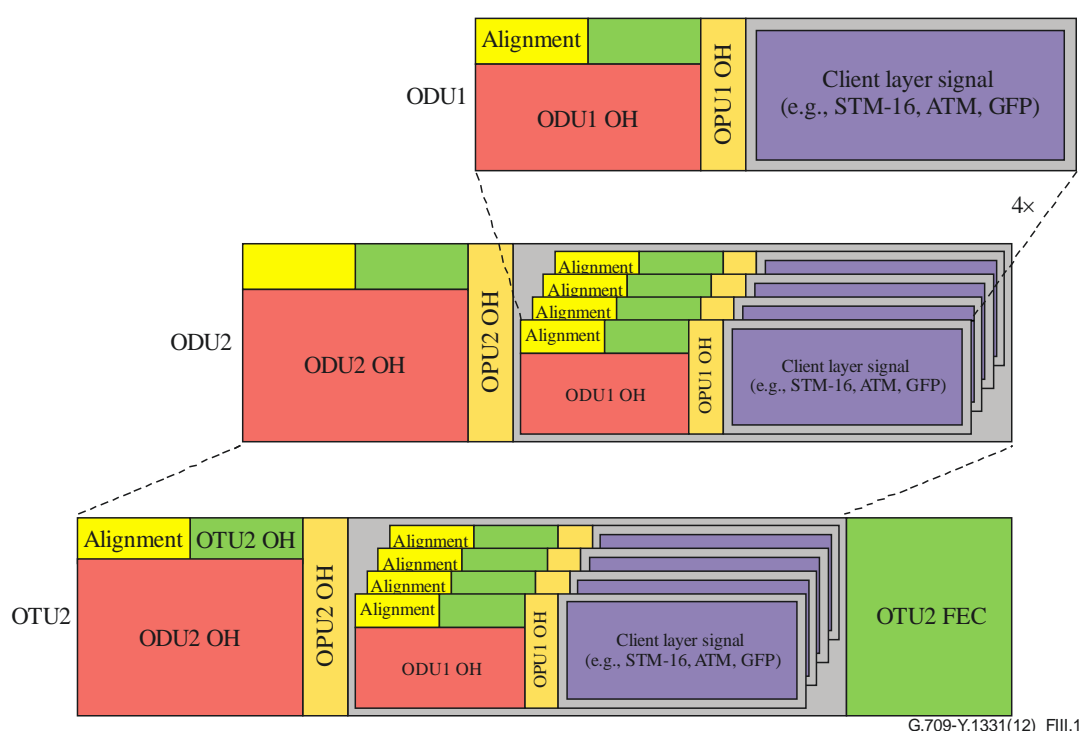 Alignment
OPU1 OH
Client layer signal
(e.g., STM-16, ATM, GFP)
ODU1
ODU1 OH
4×
Alignment
Alignment
Alignment
Alignment
OPU2 OH
OPU1 OH
ODU2
ODU2 OH
Client layer signal
(e.g., STM-16, ATM, GFP)
ODU1 OH
Alignment
OTU2 OH
Alignment
Alignment
Alignment
Alignment
OPU2 OH
OPU1 OH
OTU2
ODU2 OH
Client layer signal
(e.g., STM-16, ATM, GFP)
ODU1 OH
OTU2 FEC
G.709-Y.1331(12)_FIII.1